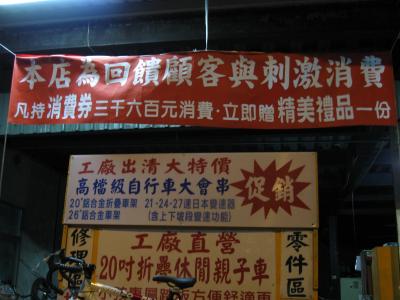 本店為回饋顧客與刺激消費
凡持消費券三千六百元消費·立即贈精美禮品一份
工廠出清大特價
高檔級自行車大會串
20"鋁合金折疊車架 21-24-27速日本變速器
26"鋁合金車架 (含上下坡段變速功能)
促銷
修理區
工廠直營
20吋折疊休閒親子車
零件區